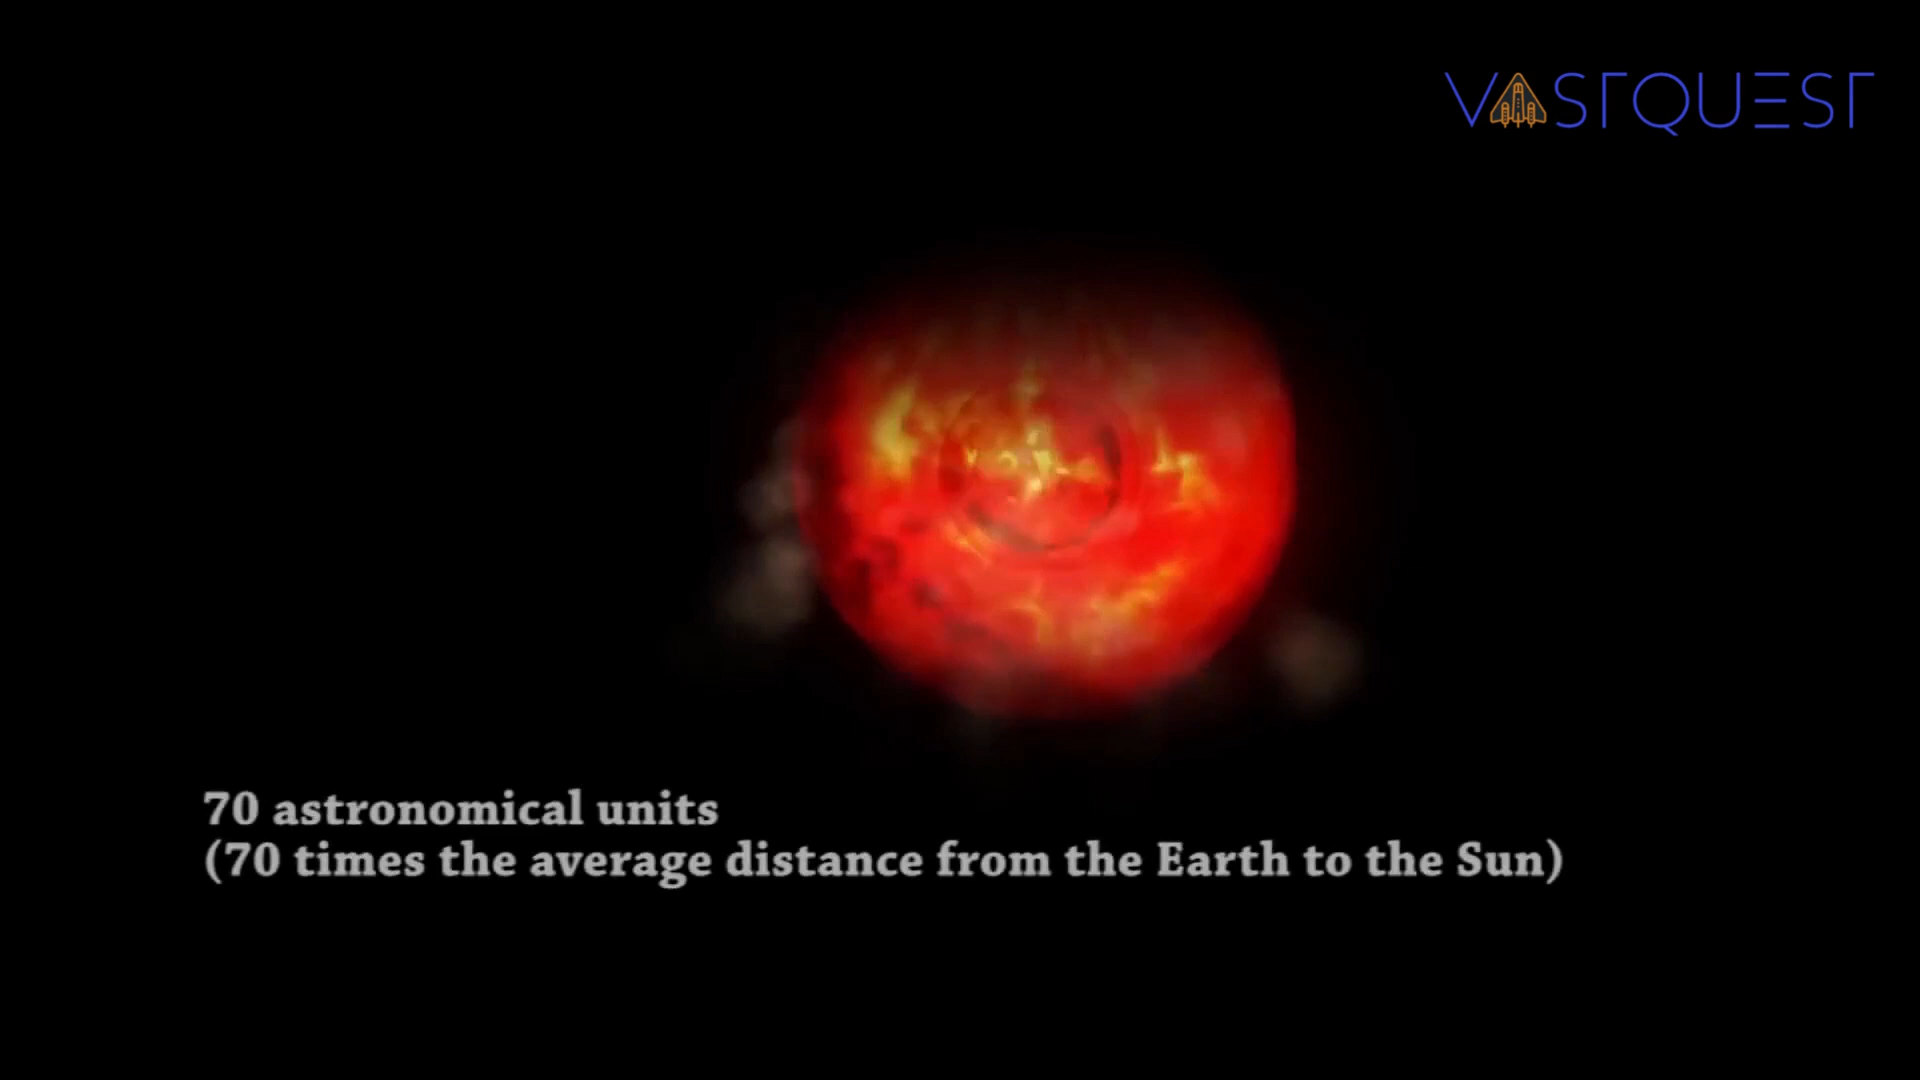 VASTQUEST
70 astronomical units
(70 times the average distance from the Earth to the Sun)